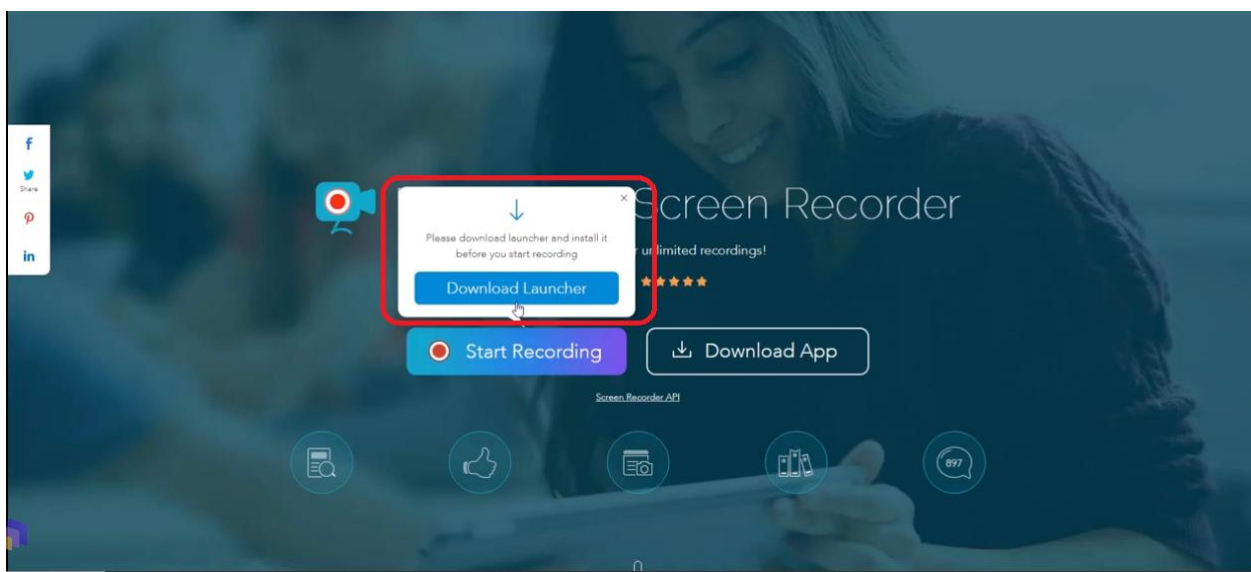 Share
Screen Recorder
Please download launcher and install it
before you start recording
unlimited recordings!
Download Launcher
Start Recording
Download App
Screen Recorder API
897